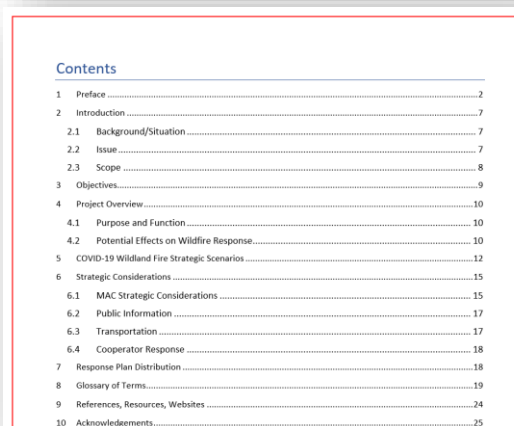 Contents
1 Preface ........ 2
2 Introduction ........ 7
2.1 Background/Situation ........ 7
2.2 Issue ........ 7
2.3 Scope ........ 8
3 Objectives ........ 9
4 Project Overview ........ 10
4.1 Purpose and Function ........ 10
4.2 Potential Effects on Wildfire Response ........ 10
5 COVID-19 Wildland Fire Strategic Scenarios ........ 12
6 Strategic Considerations ........ 15
6.1 MAC Strategic Considerations ........ 15
6.2 Public Information ........ 17
6.3 Transportation ........ 17
6.4 Cooperator Response ........ 18
7 Response Plan Distribution ........ 18
8 Glossary of Terms ........ 19
9 References, Resources, Websites ........ 24
10 Acknowledgements ........ 25